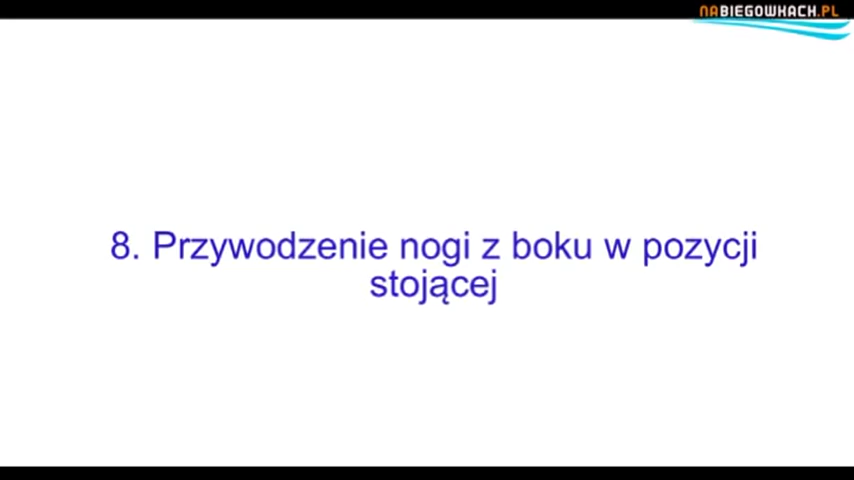 NABIEGOWKACH.PL
8. Przywodzenie nogi z boku w pozycji
stojącej